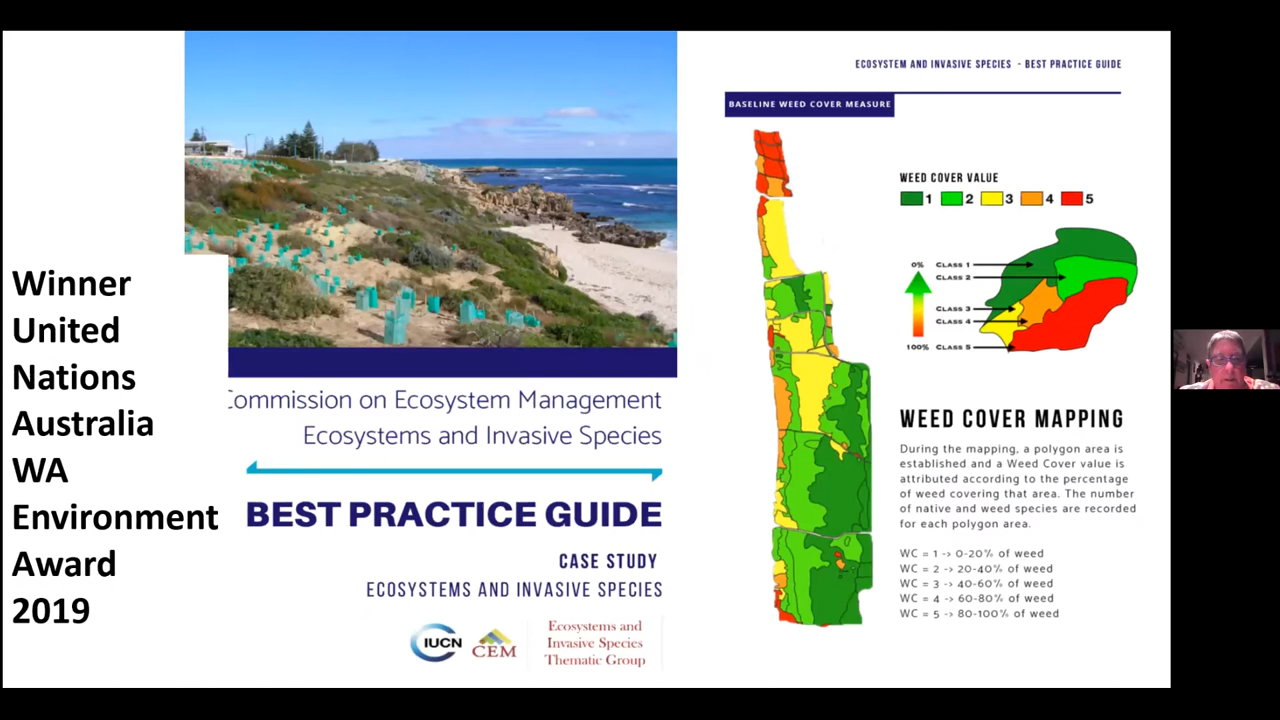 Winner
United
Nations
Australia
WA
Environment
Award
2019
Commission on Ecosystem Management
Ecosystems and Invasive Species
BEST PRACTICE GUIDE
CASE STUDY
ECOSYSTEMS AND INVASIVE SPECIES
IUCN
CEM
Ecosystems and
Invasive Species
Thematic Group
ECOSYSTEM AND INVASIVE SPECIES - BEST PRACTICE GUIDE
BASELINE WEED COVER MEASURE
WEED COVER VALUE
1 2 3 4 5
0% CLASS 1
CLASS 2
CLASS 3
CLASS 4
100% CLASS 5
WEED COVER MAPPING
During the mapping, a polygon area is
established and a Weed Cover value is
attributed according to the percentage
of weed covering that area. The number
of native and weed species are recorded
for each polygon area.
WC = 1 -> 0-20% of weed
WC = 2 -> 20-40% of weed
WC = 3 -> 40-60% of weed
WC = 4 -> 60-80% of weed
WC = 5 -> 80-100% of weed